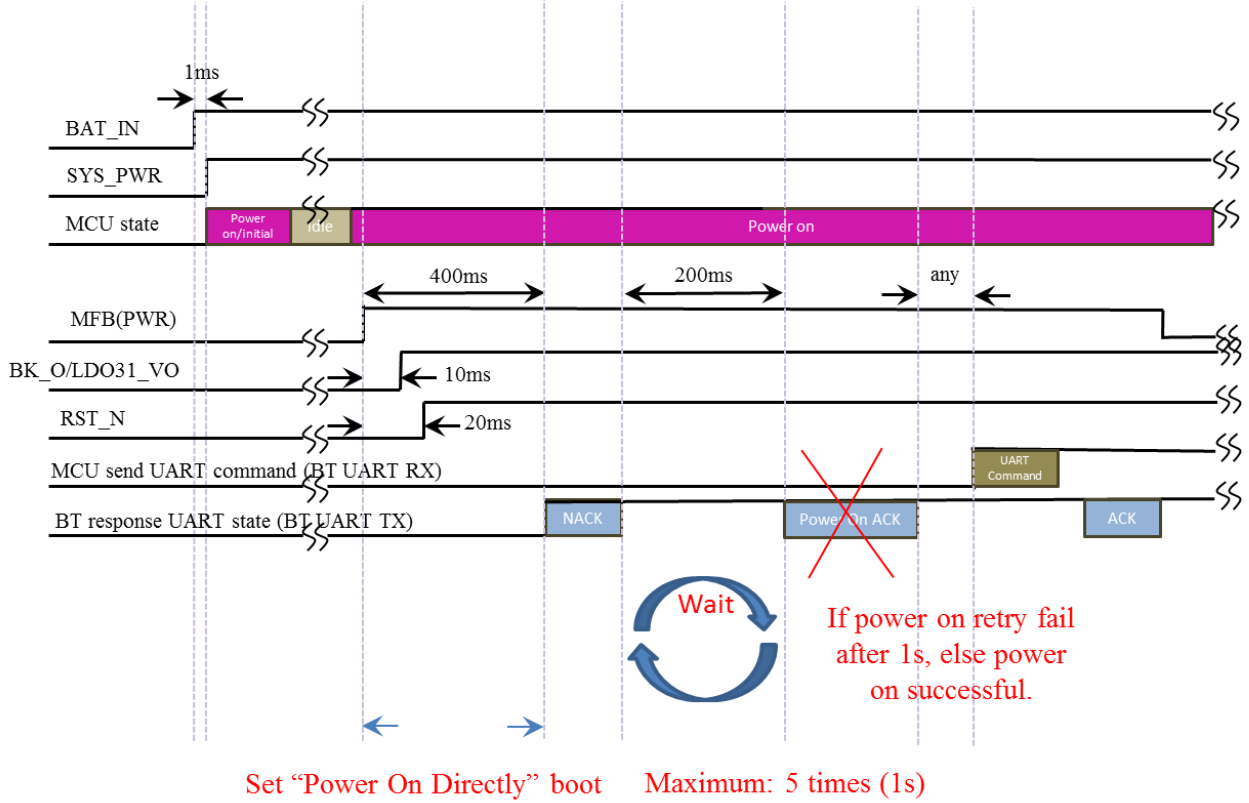 1ms
BAT_IN
SYS_PWR
MCU state
Power
on/initial
Idle
Power on
400ms
200ms
any
MFB(PWR)
BK_O/LDO31_VO
10ms
RST_N
20ms
MCU send UART command (BT UART RX)
UART
Command
BT response UART state (BT UART TX)
NACK
Power On ACK
ACK
Wait
If power on retry fail
after 1s, else power
on successful.
Set “Power On Directly” boot
Maximum: 5 times (1s)